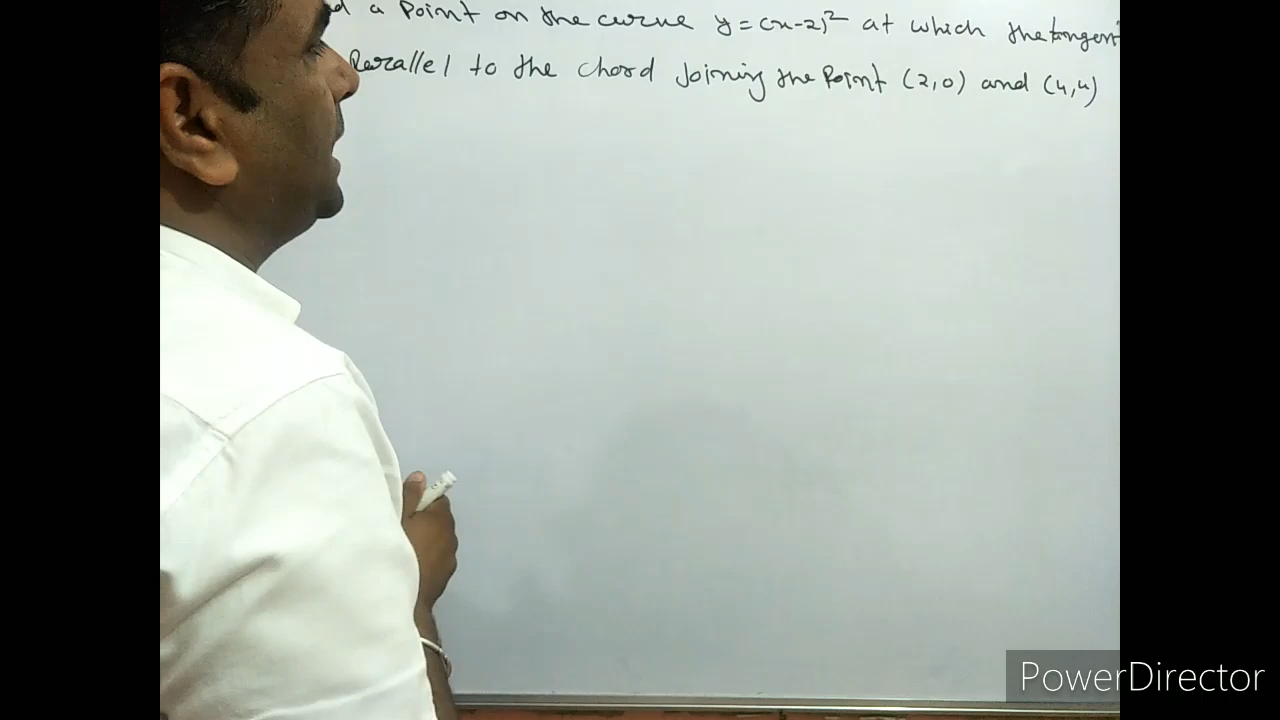 a Point on the curve y=(x-2)² at which the tangent
Parallel to the chord Joining the Point (2,0) and (4,4)
PowerDirector